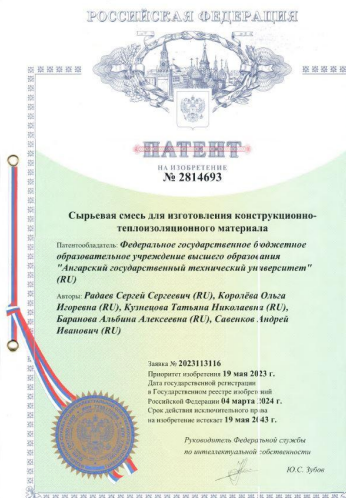 РОССИЙСКАЯ ФЕДЕРАЦИЯ
ПАТЕНТ
НА ИЗОБРЕТЕНИЕ
№ 2814693
Сырьевая смесь для изготовления конструкционно-
теплоизоляционного материала
Патентообладатель: Федеральное государственное бюджетное
образовательное учреждение высшего образования
"Ангарский государственный технический университет"
(RU)
Авторы: Радаев Сергей Сергеевич (RU), Королёва Ольга
Игоревна (RU), Кузнецова Татьяна Николаевна (RU),
Баранова Альбина Алексеевна (RU), Савенков Андрей
Иванович (RU)
Заявка № 2023113116
Приоритет изобретения 19 мая 2023 г.
Дата государственной регистрации
в Государственном реестре изобретений
Российской Федерации 04 марта 2024 г.
Срок действия исключительного права
на изобретение истекает 19 мая 2043 г.
Руководитель Федеральной службы
по интеллектуальной собственности
Ю.С. Зубов